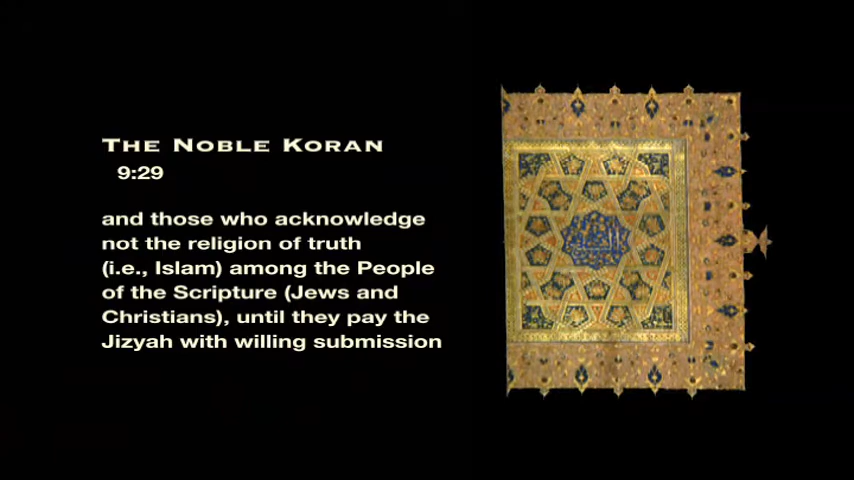 THE NOBLE KORAN
9:29
and those who acknowledge
not the religion of truth
(i.e., Islam) among the People
of the Scripture (Jews and
Christians), until they pay the
Jizyah with willing submission